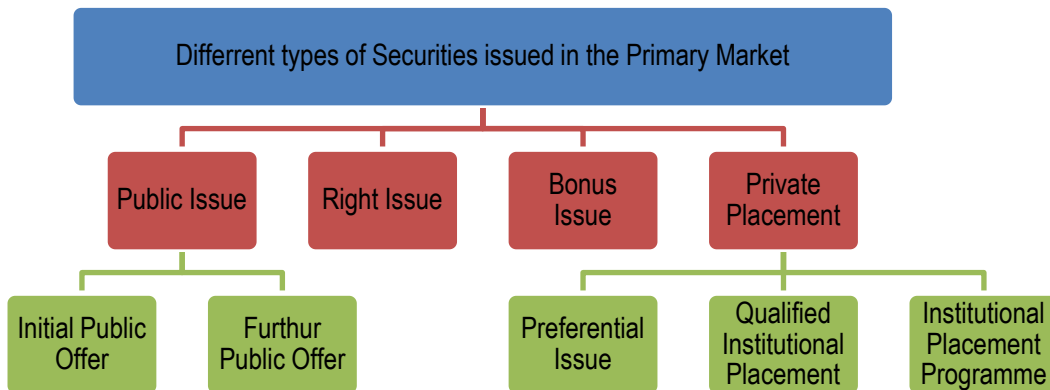 Differrent types of Securities issued in the Primary Market
Public Issue
Right Issue
Bonus
Issue
Private
Placement
Initial Public
Offer
Furthur
Public Offer
Preferential
Issue
Qualified
Institutional
Placement
Institutional
Placement
Programme